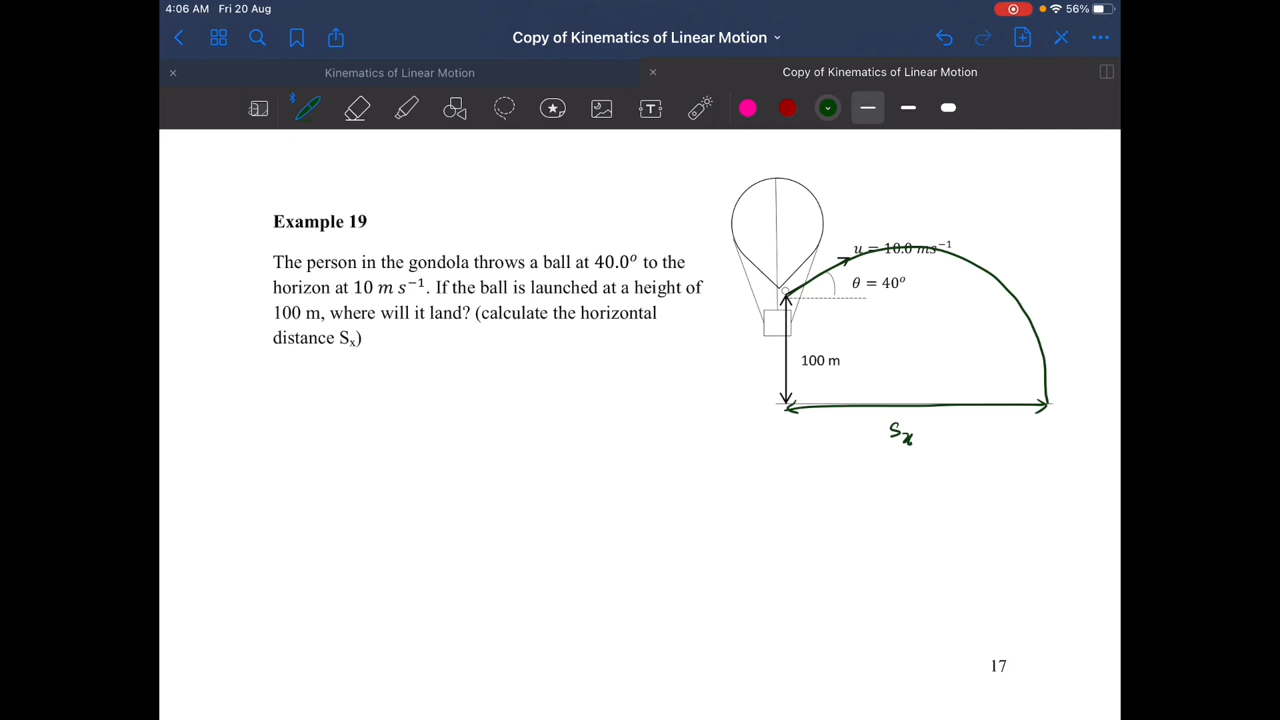 4:06 AM Fri 20 Aug
56%
Copy of Kinematics of Linear Motion
Kinematics of Linear Motion
Copy of Kinematics of Linear Motion
Example 19
The person in the gondola throws a ball at 40.0° to the
horizon at 10 m s⁻¹. If the ball is launched at a height of
100 m, where will it land? (calculate the horizontal
distance Sₓ)
u = 10.0 ms⁻¹
θ = 40°
100 m
Sₓ
17